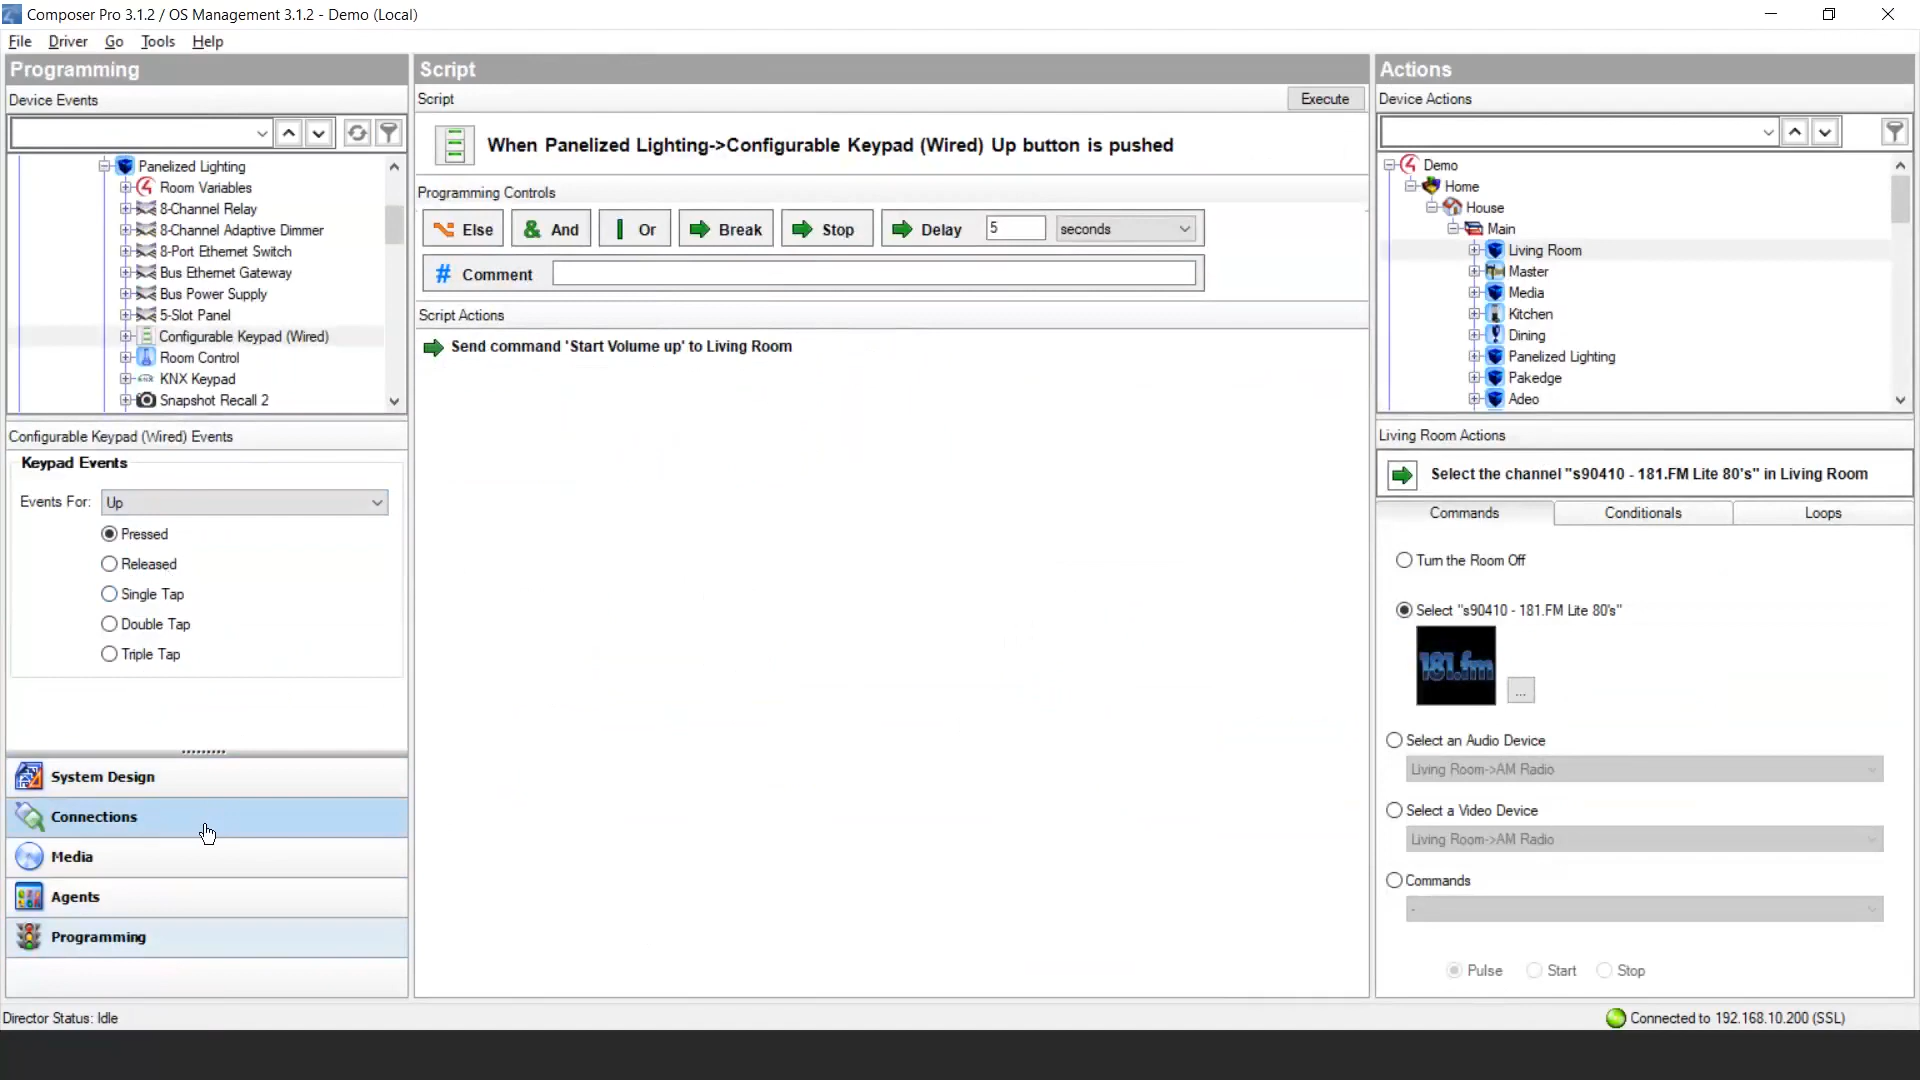 Composer Pro 3.1.2 / OS Management 3.1.2 - Demo (Local)
File Driver Go Tools Help
Programming
Device Events
Panelized Lighting
Room Variables
8-Channel Relay
8-Channel Adaptive Dimmer
8-Port Ethernet Switch
Bus Ethernet Gateway
Bus Power Supply
5-Slot Panel
Configurable Keypad (Wired)
Room Control
KNX Keypad
Snapshot Recall 2
Configurable Keypad (Wired) Events
Keypad Events
Events For: Up
Pressed
Released
Single Tap
Double Tap
Triple Tap
System Design
Connections
Media
Agents
Programming
Director Status: Idle
Script
Script Execute
When Panelized Lighting->Configurable Keypad (Wired) Up button is pushed
Programming Controls
Else & And Or Break Stop Delay 5 seconds
# Comment
Script Actions
Send command 'Start Volume up' to Living Room
Actions
Device Actions
Demo
Home
House
Main
Living Room
Master
Media
Kitchen
Dining
Panelized Lighting
Pakedge
Adeo
Living Room Actions
Select the channel "s90410 - 181.FM Lite 80's" in Living Room
Commands Conditionals Loops
Turn the Room Off
Select "s90410 - 181.FM Lite 80's"
181.fm
...
Select an Audio Device
Living Room->AM Radio
Select a Video Device
Living Room->AM Radio
Commands
-
Pulse Start Stop
Connected to 192.168.10.200 (SSL)